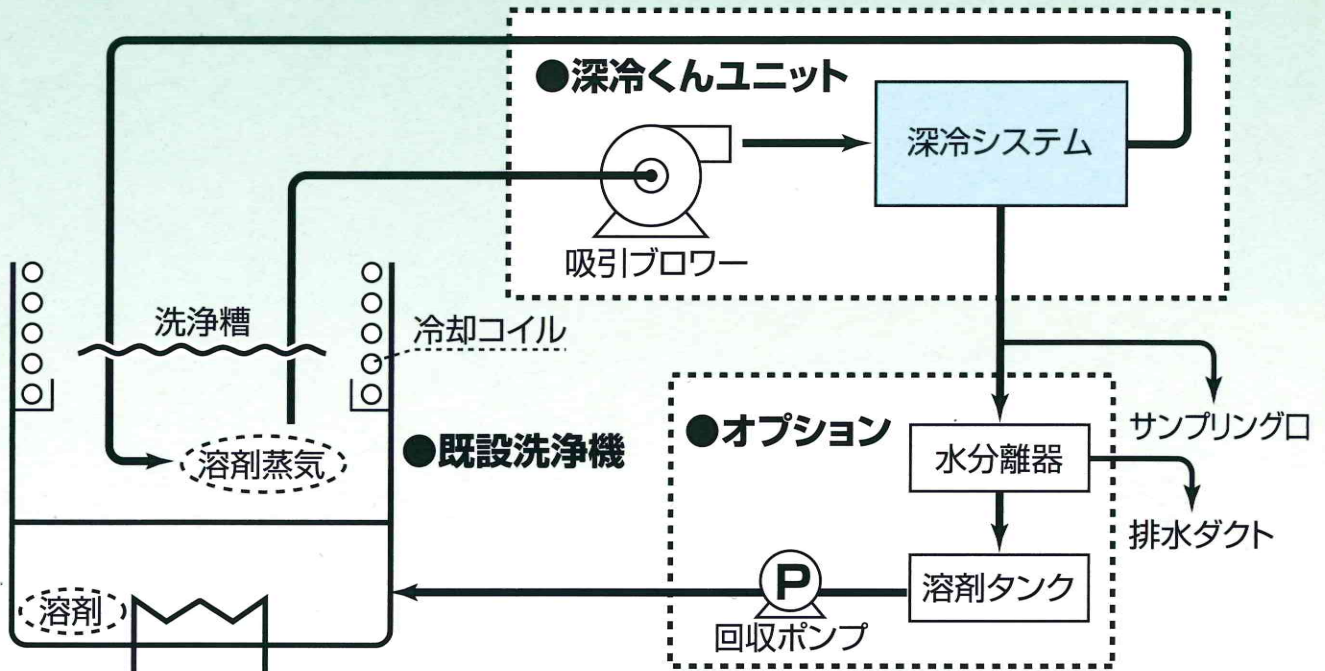 ●深冷くんユニット
深冷システム
吸引ブロワー
洗浄糟
冷却コイル
溶剤蒸気
●既設洗浄機
●オプション
サンプリング口
水分離器
排水ダクト
溶剤
P
溶剤タンク
回収ポンプ